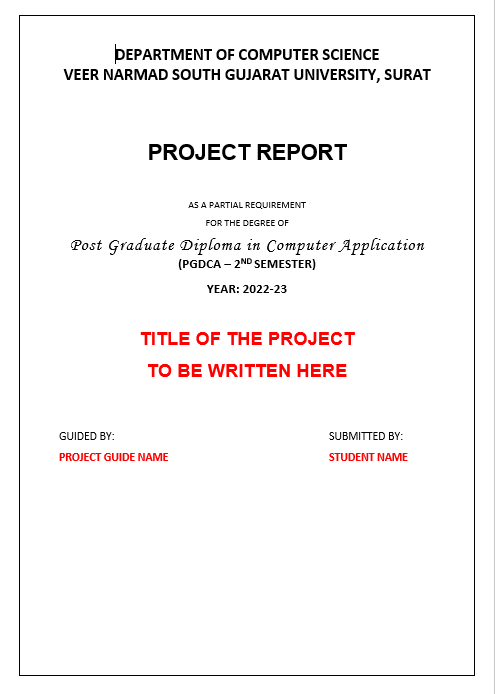 DEPARTMENT OF COMPUTER SCIENCE
VEER NARMAD SOUTH GUJARAT UNIVERSITY, SURAT
PROJECT REPORT
AS A PARTIAL REQUIREMENT
FOR THE DEGREE OF
Post Graduate Diploma in Computer Application
(PGDCA – 2ND SEMESTER)
YEAR: 2022-23
TITLE OF THE PROJECT
TO BE WRITTEN HERE
GUIDED BY: SUBMITTED BY:
PROJECT GUIDE NAME STUDENT NAME